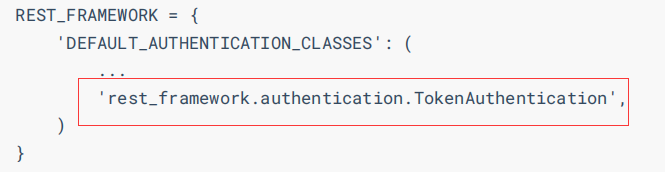 REST_FRAMEWORK = {
    'DEFAULT_AUTHENTICATION_CLASSES': (
        ...
        'rest_framework.authentication.TokenAuthentication',
    )
}